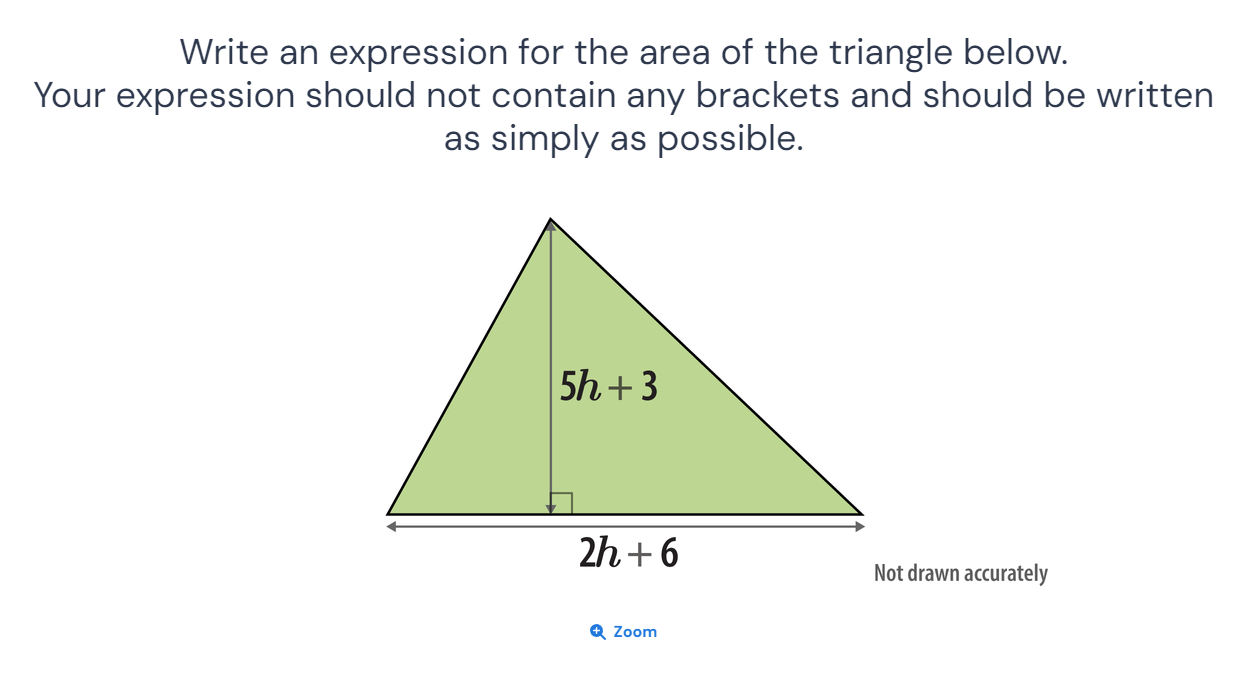 Write an expression for the area of the triangle below.
Your expression should not contain any brackets and should be written
as simply as possible.
5h + 3
2h + 6
Not drawn accurately
Zoom